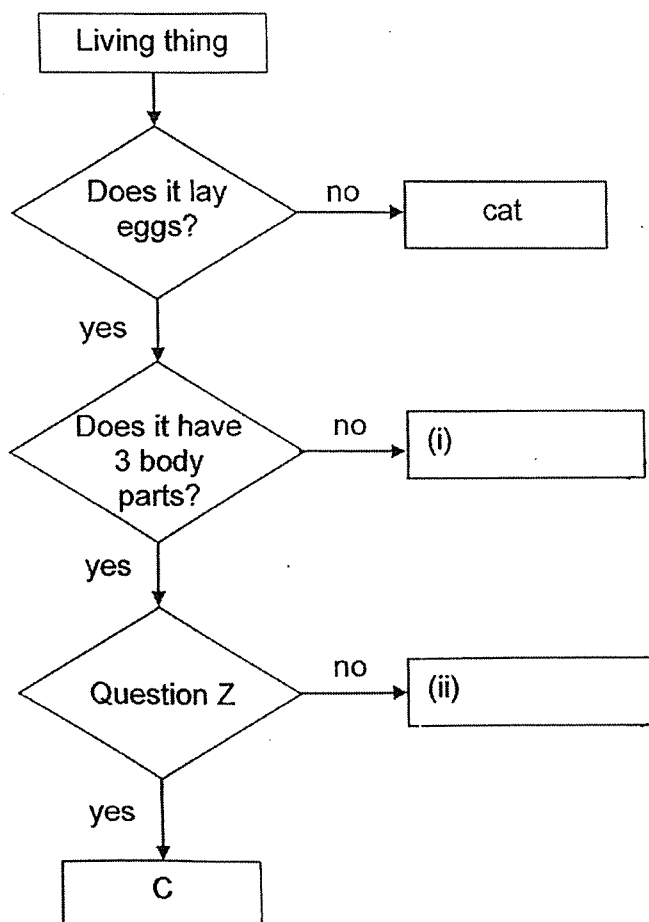 Living thing
Does it lay
eggs?
no
cat
yes
Does it have
3 body
parts?
no
(i)
yes
Question Z
no
(ii)
yes
C